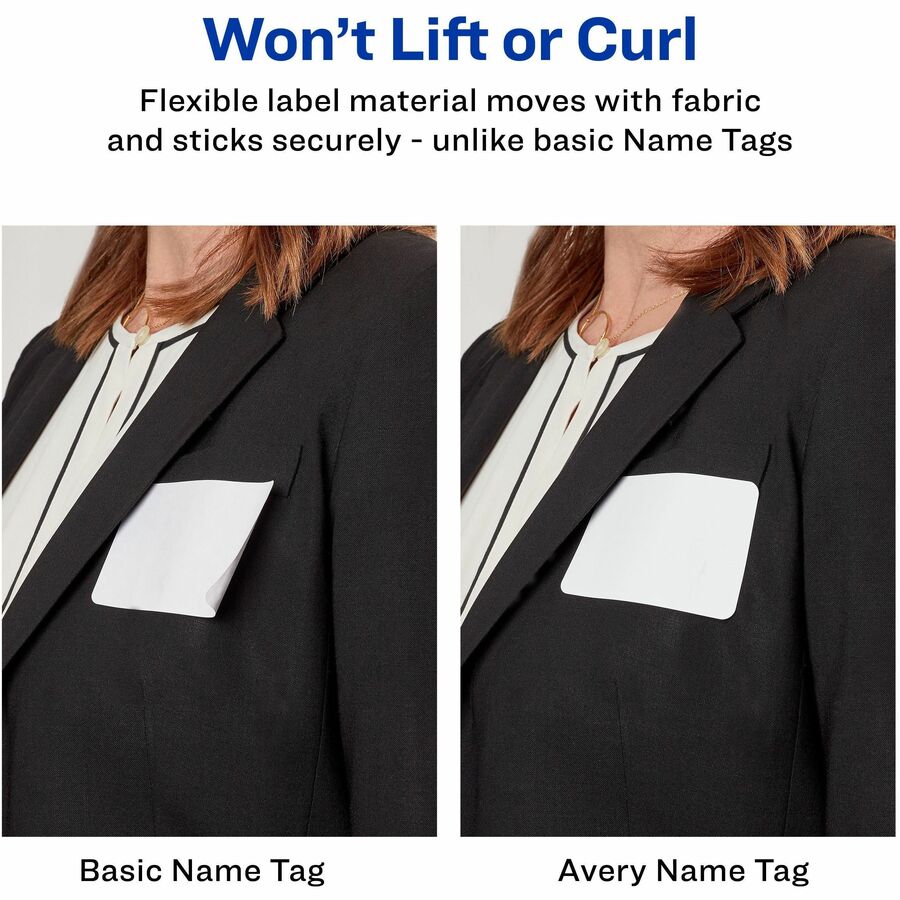 Won't Lift or Curl
Flexible label material moves with fabric
and sticks securely - unlike basic Name Tags
Basic Name Tag
Avery Name Tag